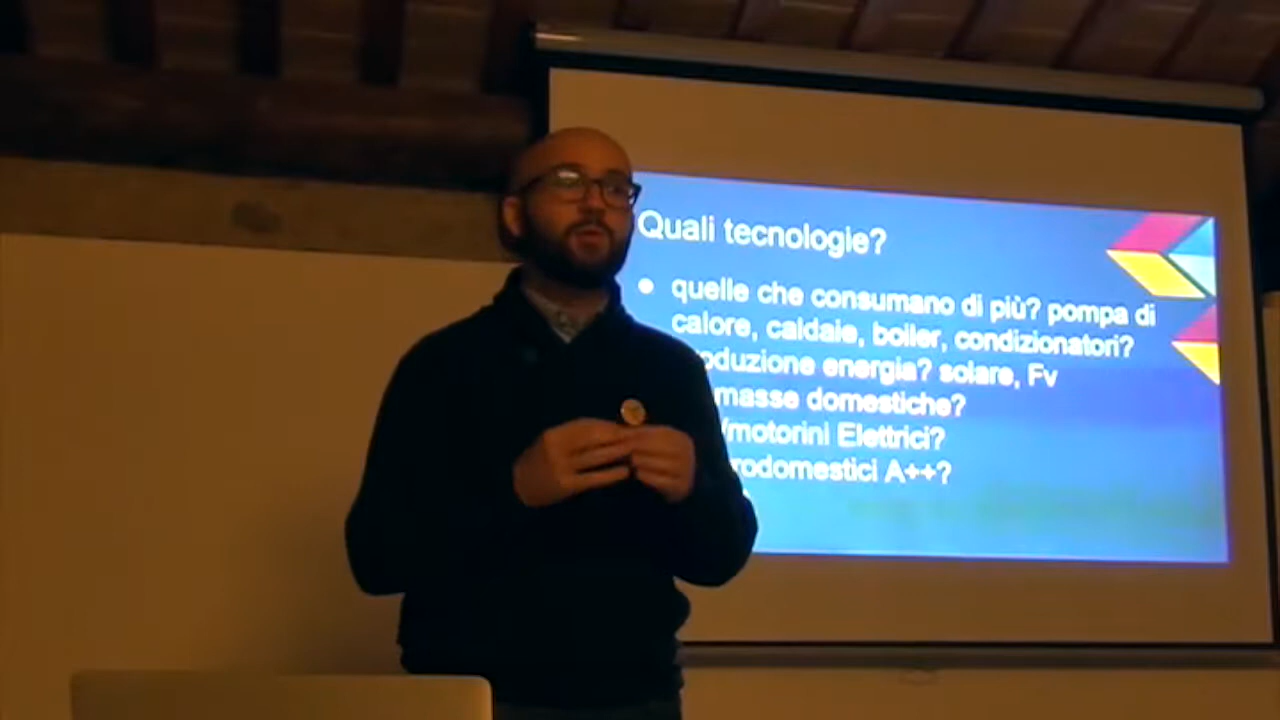 Quali tecnologie?
● quelle che consumano di più? pompa di
calore, caldaie, boiler, condizionatori?
oduzione energia? solare, Fv
masse domestiche?
/motorini Elettrici?
rodomestici A++?